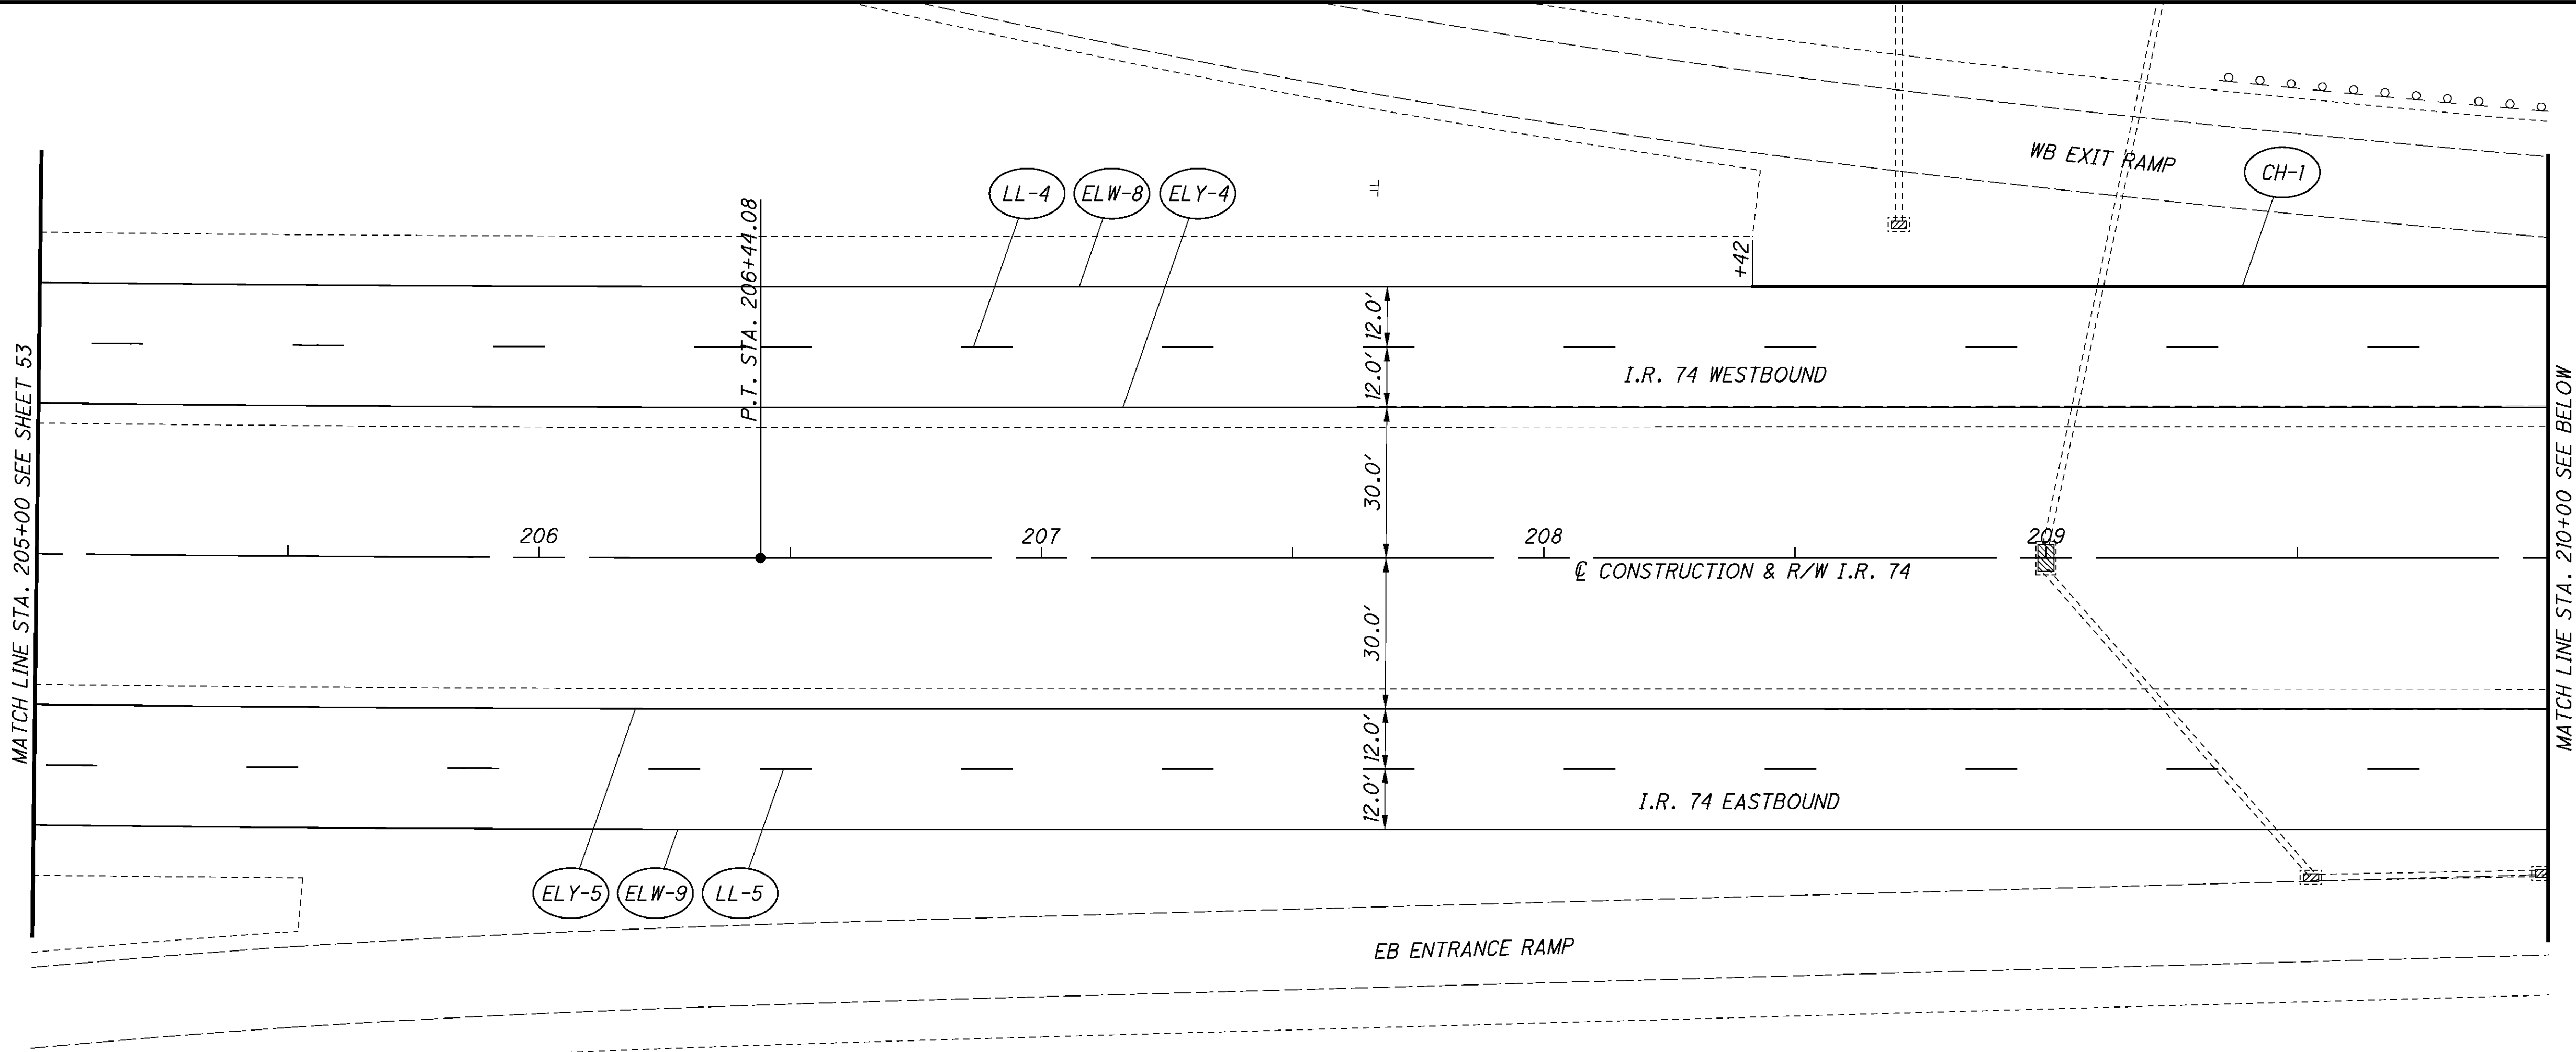 WB EXIT RAMP
CH-1
LL-4
ELW-8
ELY-4
+42
P.T. STA. 206+44.08
12.0'
12.0'
I.R. 74 WESTBOUND
MATCH LINE STA. 205+00 SEE SHEET 53
MATCH LINE STA. 210+00 SEE BELOW
30.0'
206
207
208
209
℄ CONSTRUCTION & R/W I.R. 74
30.0'
12.0'
12.0'
I.R. 74 EASTBOUND
ELY-5
ELW-9
LL-5
EB ENTRANCE RAMP